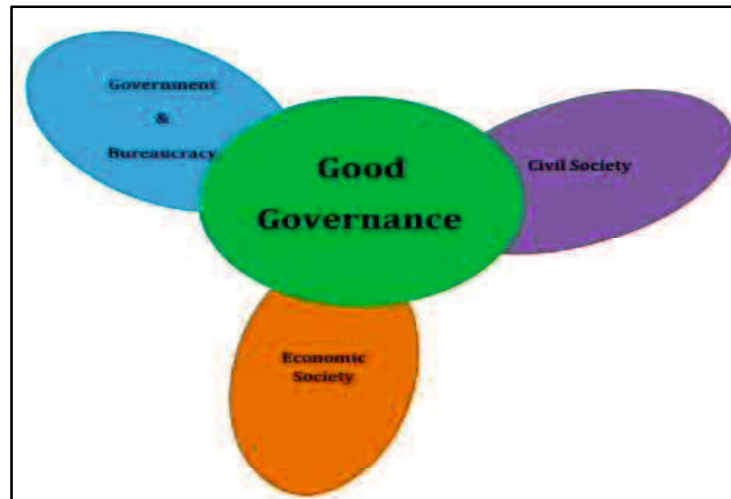 Government
&
Bureaucracy
Good
Governance
Civil Society
Economic
Society